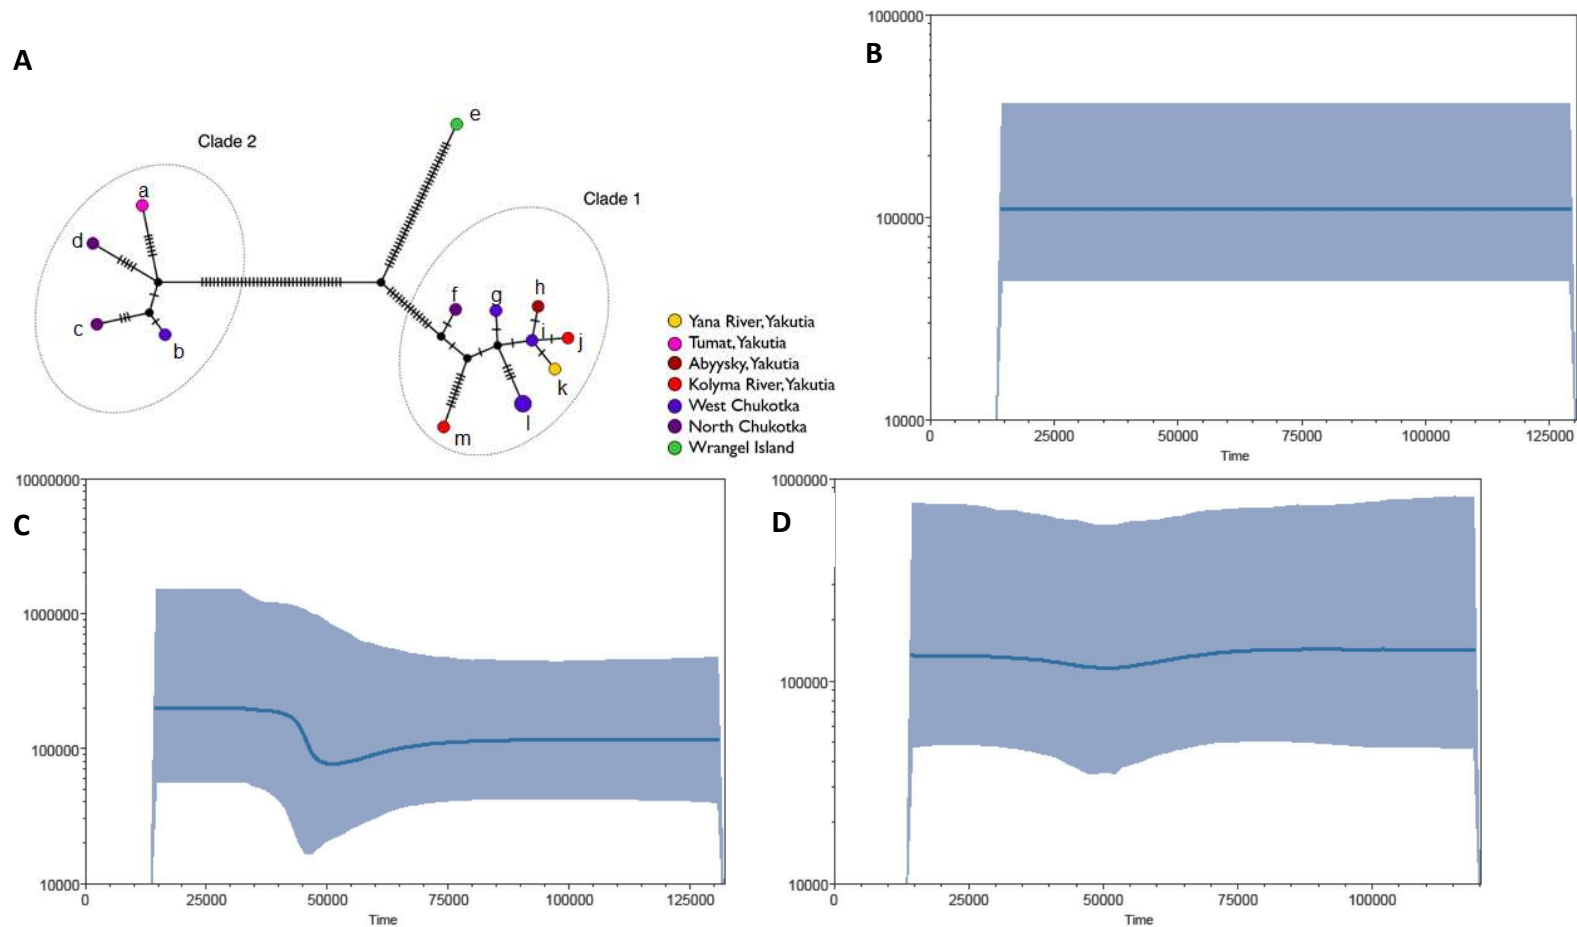 A
Clade 2
Clade 1
a
d
c
b
e
f
g
h
i
j
k
l
m
Yana River, Yakutia
Tumat, Yakutia
Abyysky, Yakutia
Kolyma River, Yakutia
West Chukotka
North Chukotka
Wrangel Island
B
1000000
100000
10000
0 25000 50000 75000 100000 125000
Time
C
10000000
1000000
100000
10000
0 25000 50000 75000 100000 125000
Time
D
1000000
100000
10000
0 25000 50000 75000 100000
Time